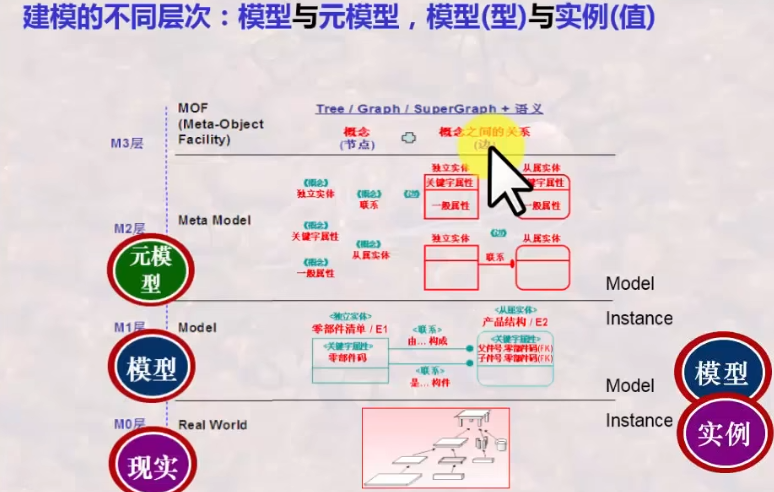 建模的不同层次：模型与元模型，模型(型)与实例(值)
MOF
(Meta-Object
Facility)
M3层
Tree / Graph / SuperGraph + 语义
概念
(节点)
概念之间的关系
(边)
M2层
元模型
Meta Model
《概念》
独立实体
《概念》
联系
《概念》
关键字属性
《概念》
从属实体
《概念》
一般属性
独立实体
关键字属性
一般属性
从属实体
键字属性
一般属性
独立实体
联系
从属实体
Model
Instance
M1层
模型
Model
<独立实体>
零部件清单 / E1
<关键字属性>
零部件码
<联系>
由... 构成
<联系>
是... 构件
<从属实体>
产品结构 / E2
<关键字属性>
父件号.零部件码(FK)
子件号.零部件码(FK)
Model
Instance
模型
实例
M0层
现实
Real World